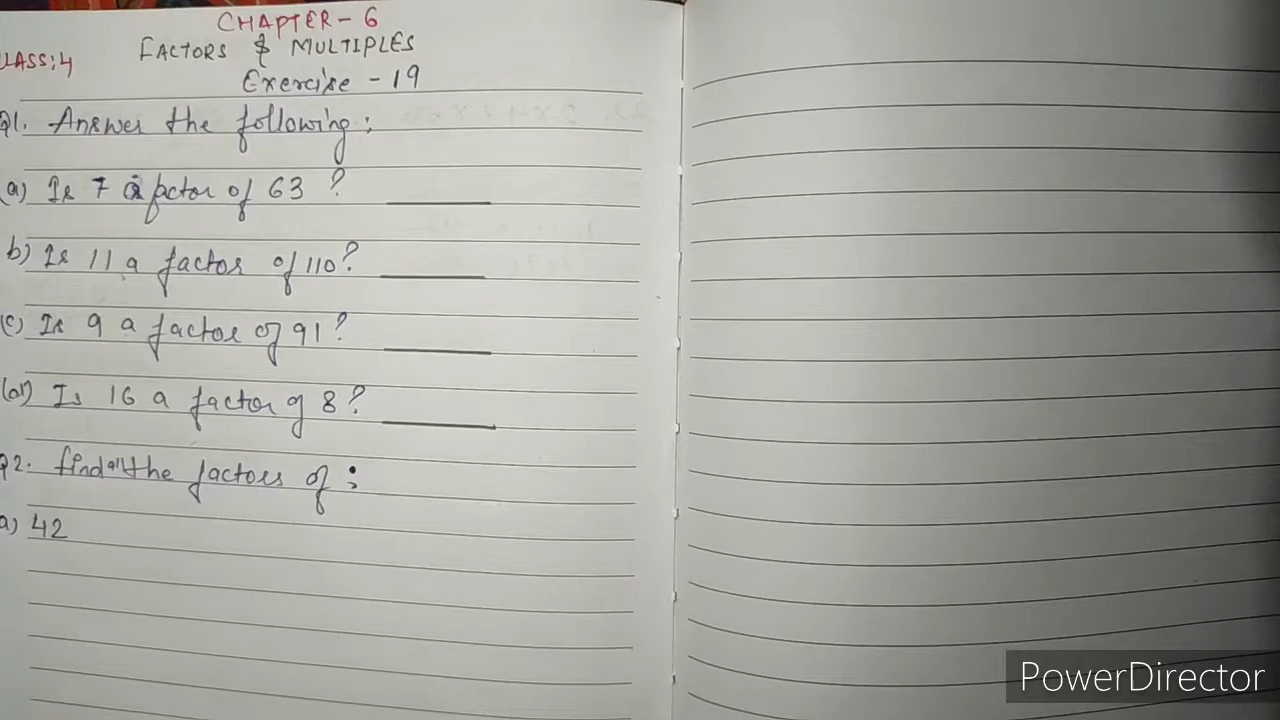 CHAPTER - 6
FACTORS & MULTIPLES
CLASS: 4
Exercise - 19
Q1. Answer the following:
(a) Is 7 a factor of 63 ?
b) Is 11 a factor of 110?
(c) Is 9 a factor of 91?
(d) Is 16 a factor of 8?
Q2. find all the factors of :
a) 42
PowerDirector